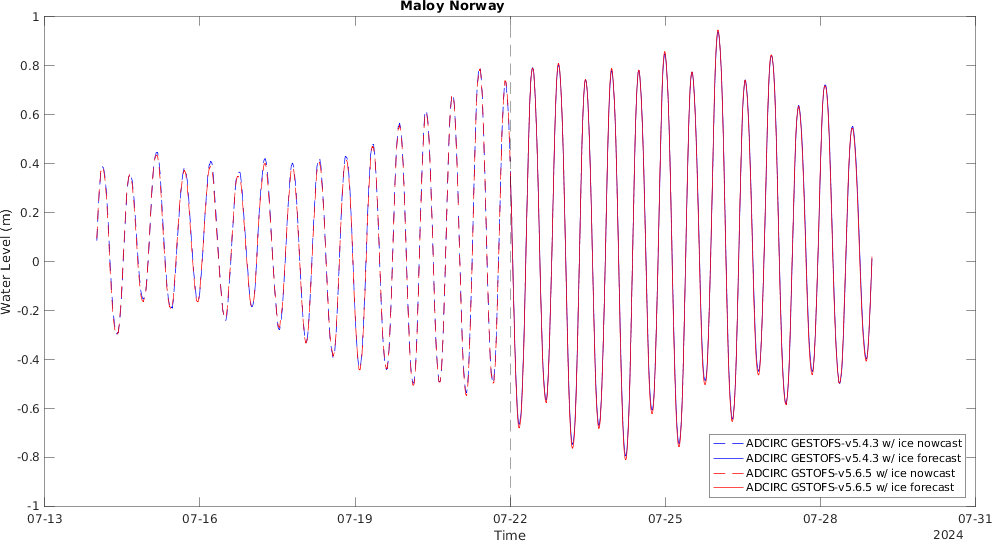 Maloy Norway
1
0.8
0.6
0.4
0.2
0
-0.2
-0.4
-0.6
-0.8
-1
Water Level (m)
07-13
07-16
07-19
07-22
07-25
07-28
07-31
Time
2024
ADCIRC GESTOFS-v5.4.3 w/ ice nowcast
ADCIRC GESTOFS-v5.4.3 w/ ice forecast
ADCIRC GSTOFS-v5.6.5 w/ ice nowcast
ADCIRC GSTOFS-v5.6.5 w/ ice forecast